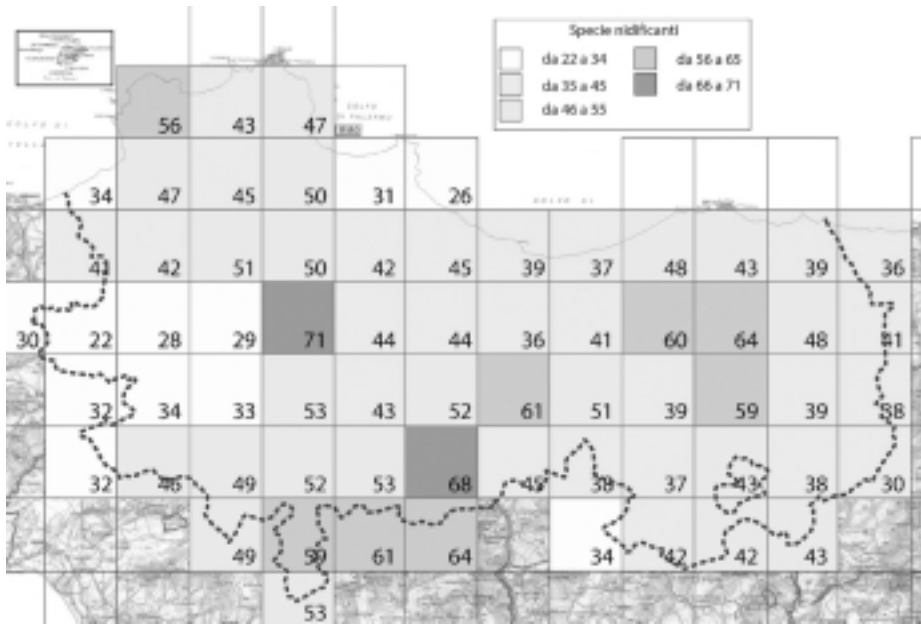 Specie nidificanti
da 22 a 34 da 56 a 65
da 35 a 45 da 66 a 71
da 46 a 55
56 43 47
34 47 45 50 31 26
41 42 51 50 42 45 39 37 48 43 39 36
30 22 28 29 71 44 44 36 41 60 64 48
32 34 33 53 43 52 61 51 39 59 39 38
32 46 49 52 53 68 45 38 37 43 38 30
49 61 64 34 42 42 43
53